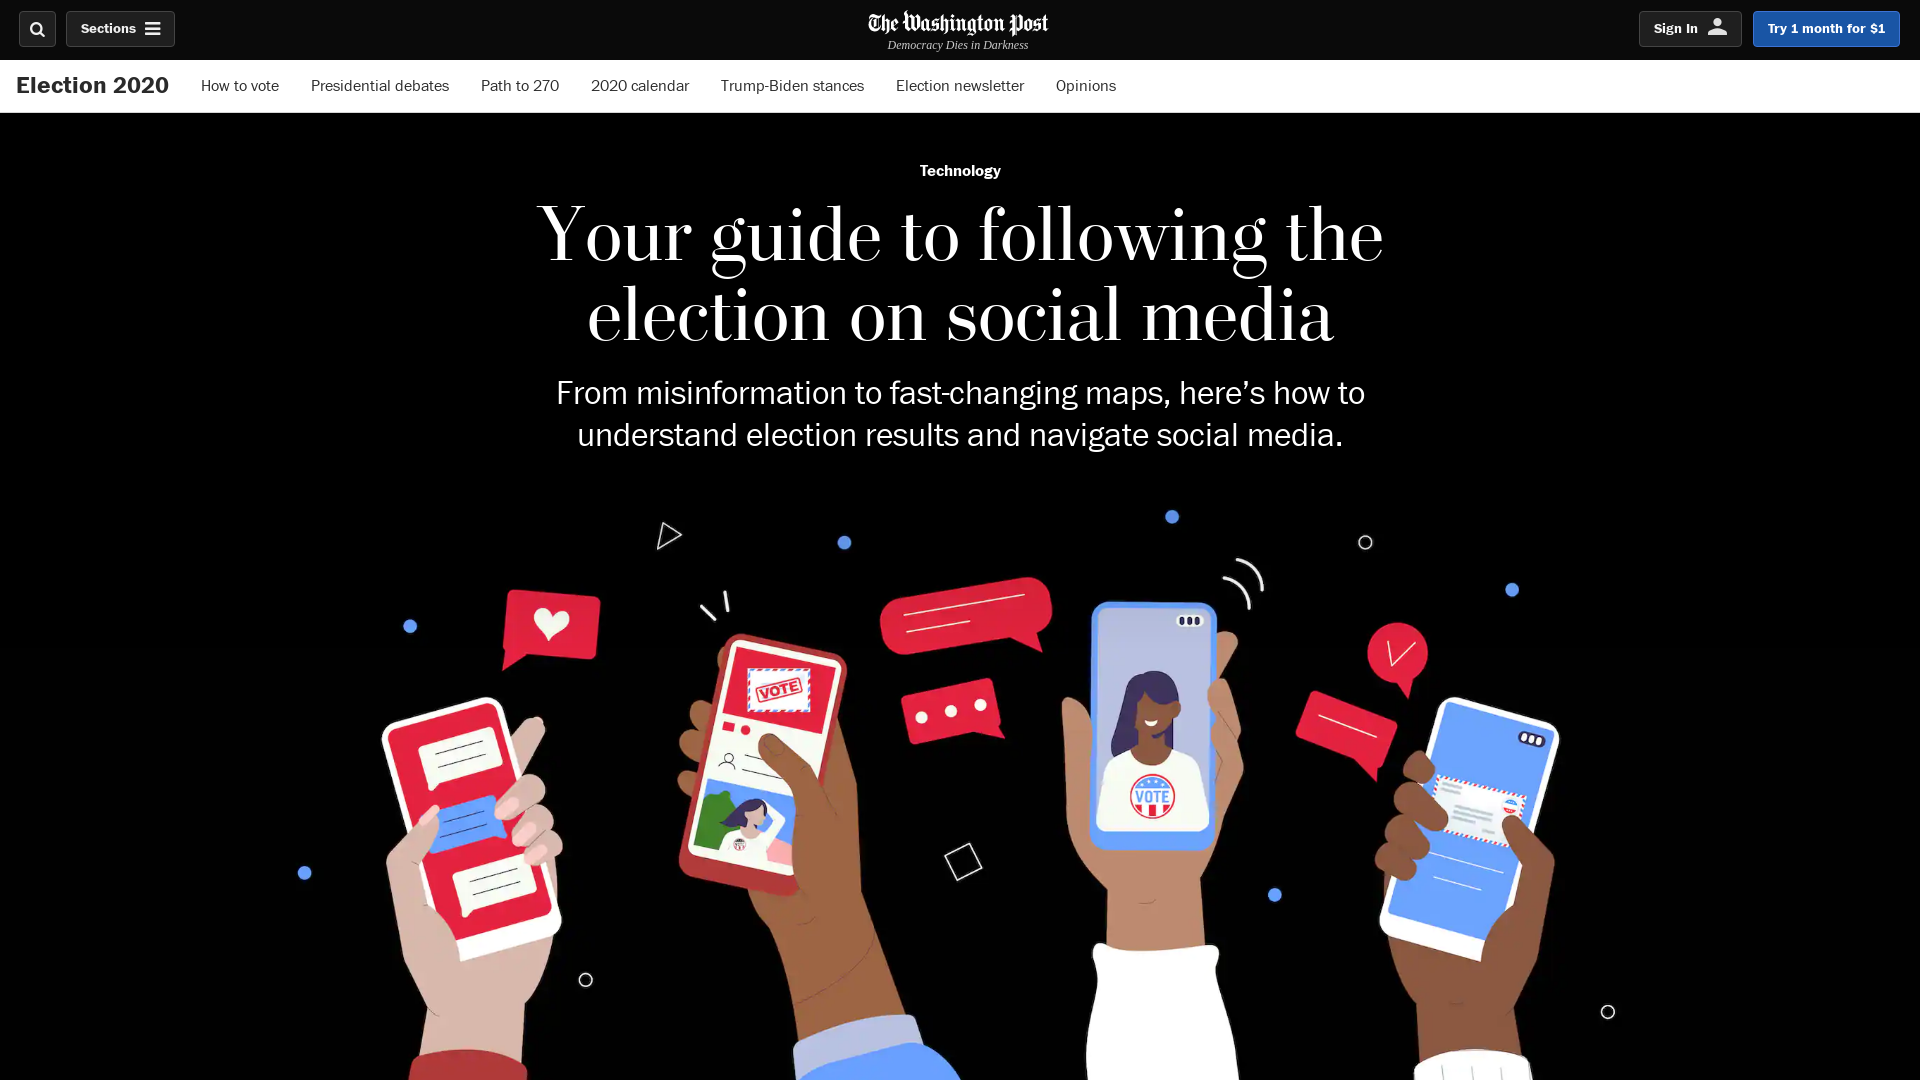 Sections
The Washington Post
Democracy Dies in Darkness
Sign In
Try 1 month for $1
Election 2020
How to vote
Presidential debates
Path to 270
2020 calendar
Trump-Biden stances
Election newsletter
Opinions
Technology
Your guide to following the
election on social media
From misinformation to fast-changing maps, here’s how to
understand election results and navigate social media.
VOTE
VOTE